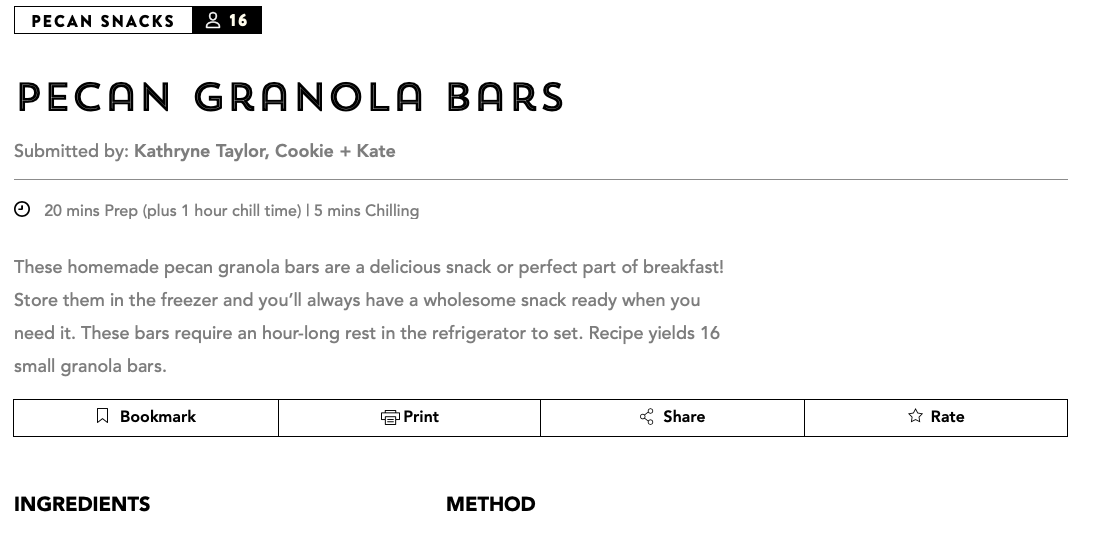 PECAN SNACKS 16
PECAN GRANOLA BARS
Submitted by: Kathryne Taylor, Cookie + Kate
20 mins Prep (plus 1 hour chill time) | 5 mins Chilling
These homemade pecan granola bars are a delicious snack or perfect part of breakfast!
Store them in the freezer and you’ll always have a wholesome snack ready when you
need it. These bars require an hour-long rest in the refrigerator to set. Recipe yields 16
small granola bars.
Bookmark Print Share Rate
INGREDIENTS METHOD